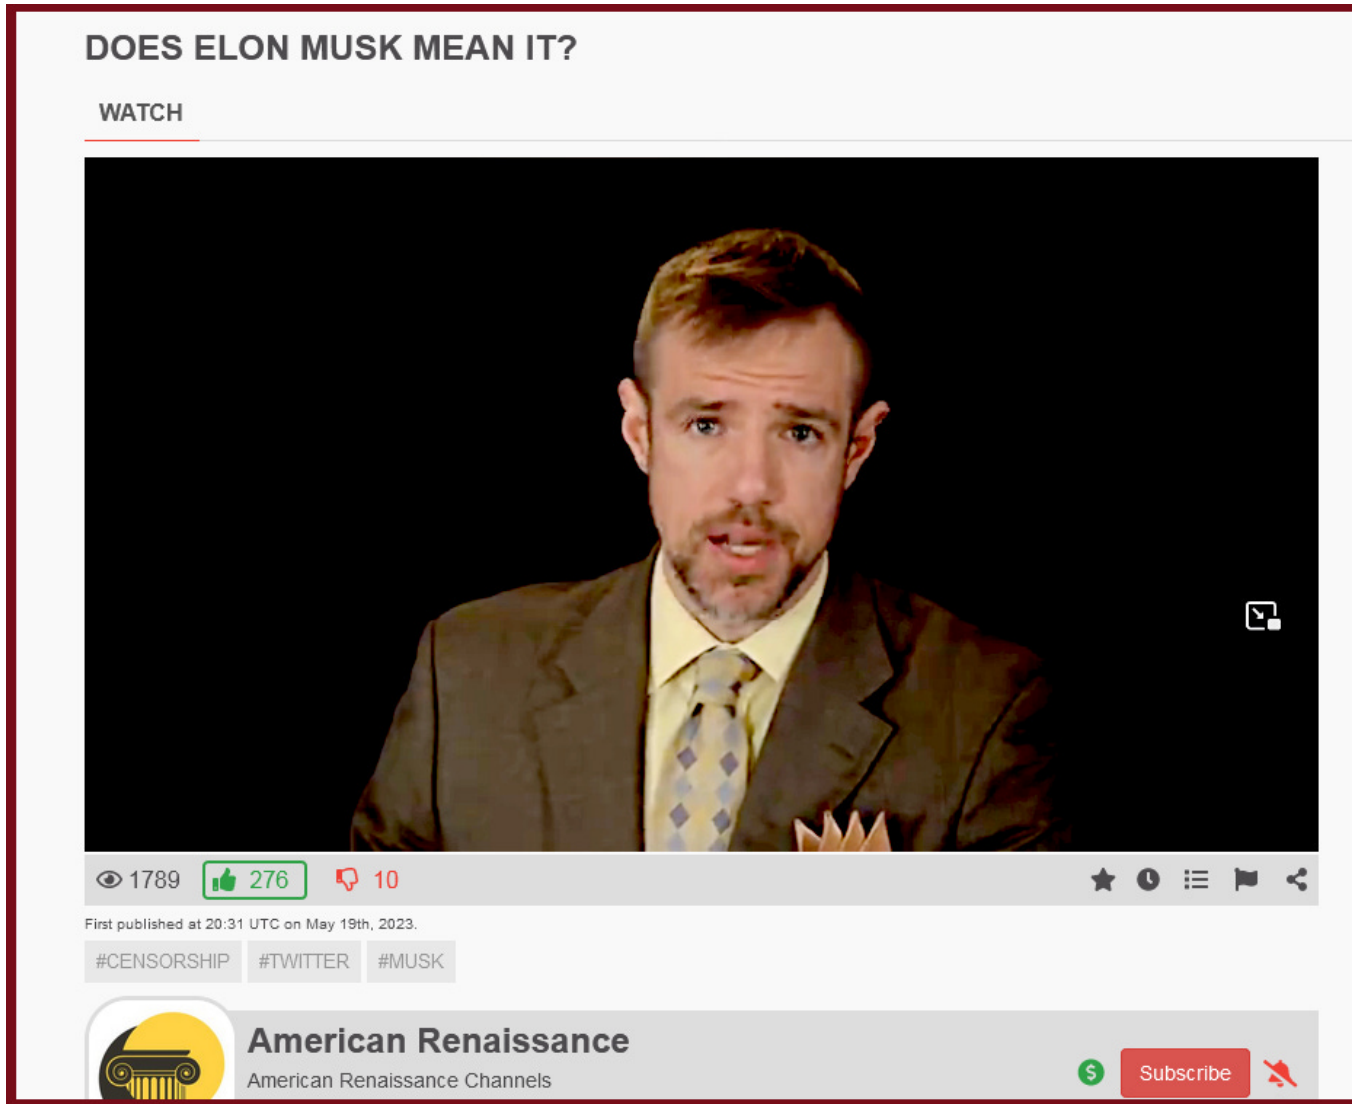 DOES ELON MUSK MEAN IT?
WATCH
1789 276 10
First published at 20:31 UTC on May 19th, 2023.
#CENSORSHIP #TWITTER #MUSK
American Renaissance
American Renaissance Channels
$ Subscribe